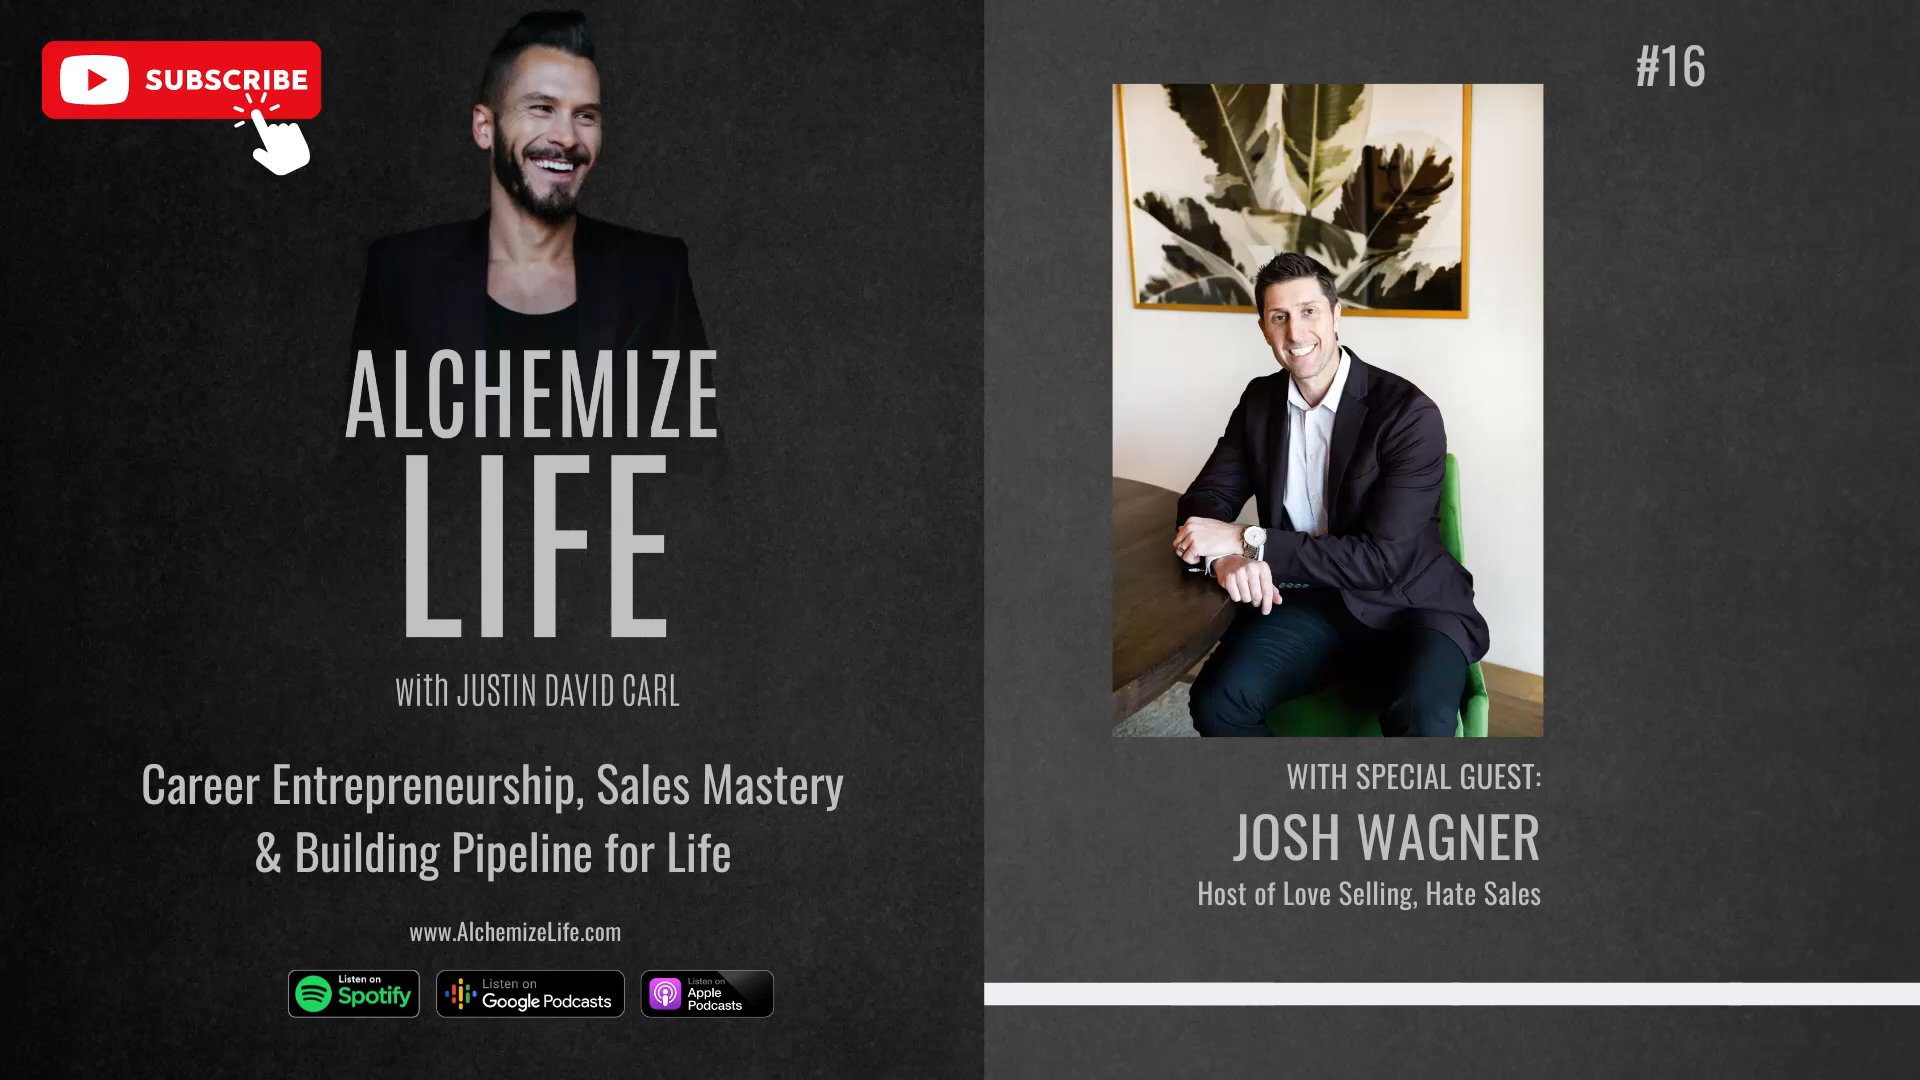 SUBSCRIBE
ALCHEMIZE
LIFE
with JUSTIN DAVID CARL
Career Entrepreneurship, Sales Mastery
& Building Pipeline for Life
www.AlchemizeLife.com
Listen on
Spotify
Listen on
Google Podcasts
Listen on
Apple
Podcasts
#16
WITH SPECIAL GUEST:
JOSH WAGNER
Host of Love Selling, Hate Sales